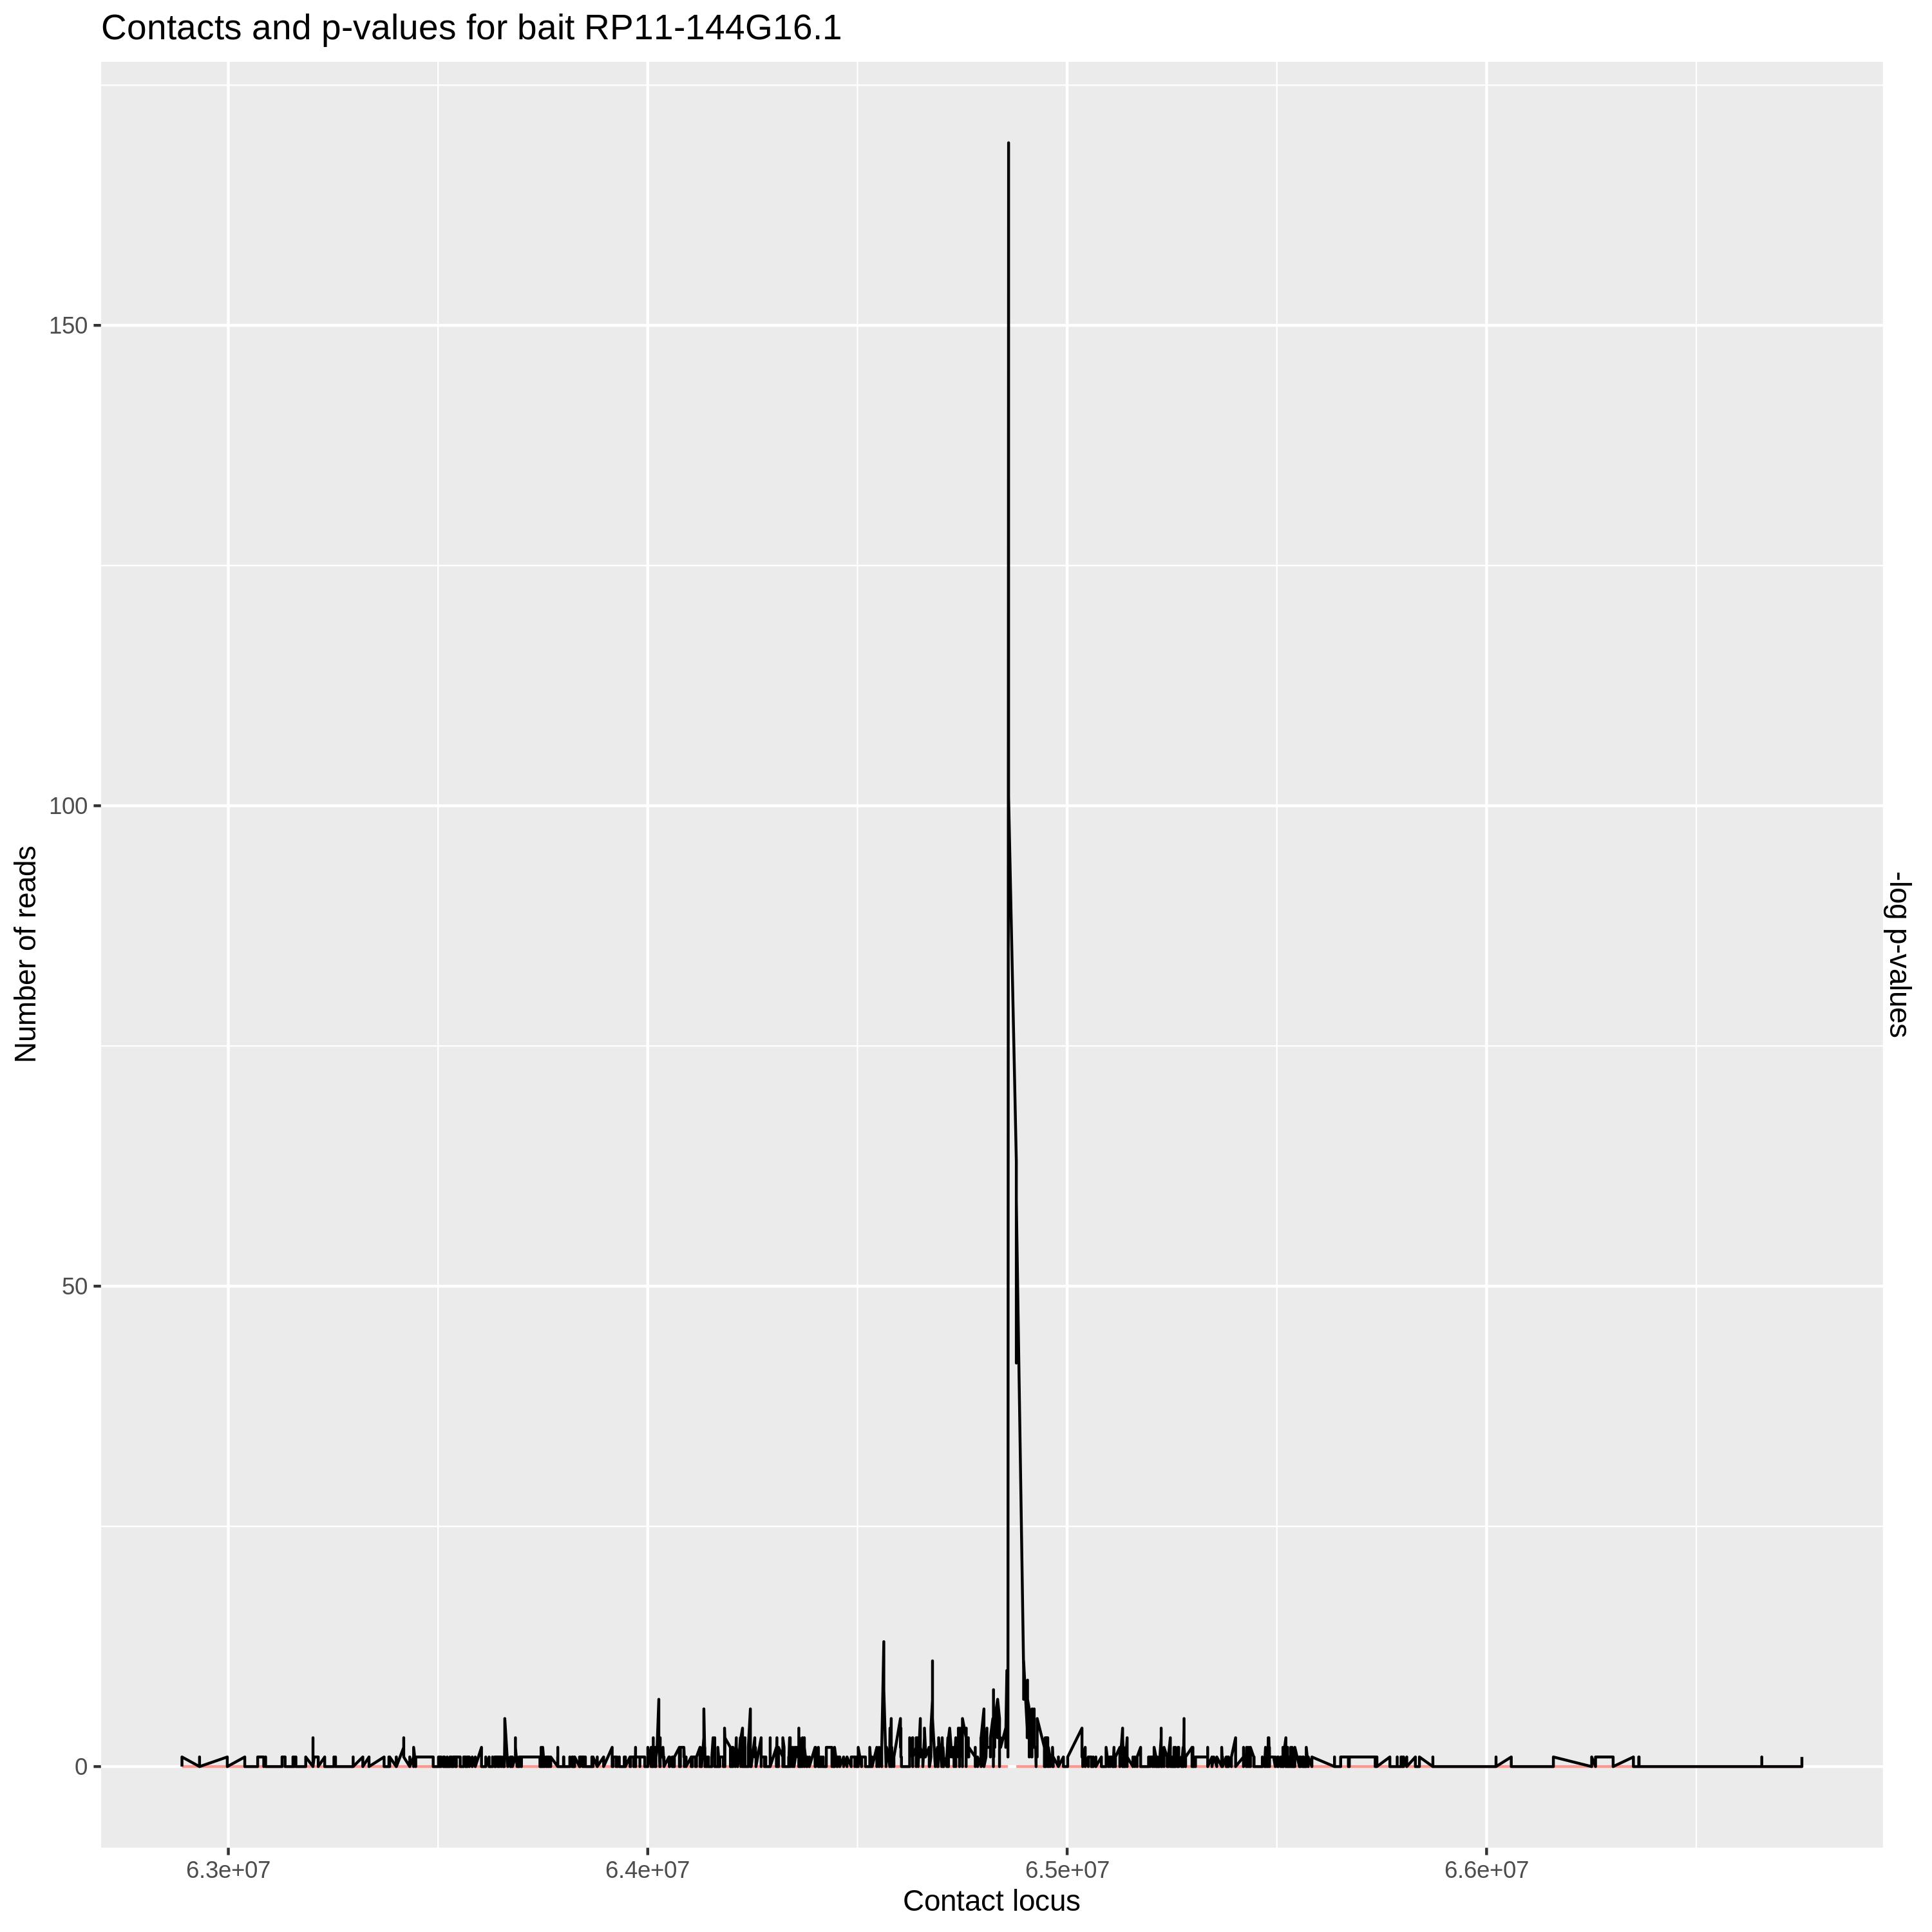 Contacts and p-values for bait RP11-144G16.1
Number of reads
150
100
50
0
-log p-values
6.3e+07 6.4e+07 6.5e+07 6.6e+07
Contact locus